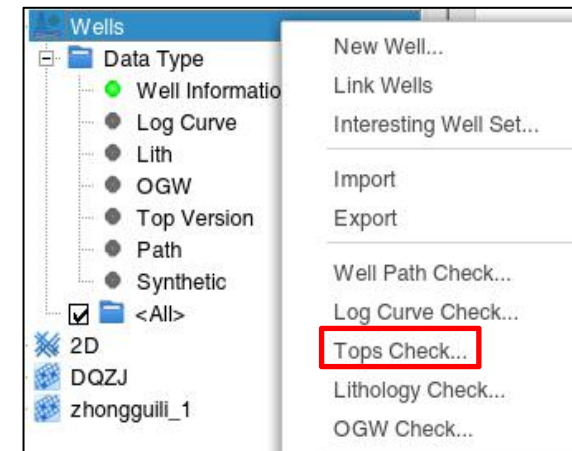 Wells
Data Type
Well Informatio
Log Curve
Lith
OGW
Top Version
Path
Synthetic
<All>
2D
DQZJ
zhongguili_1
New Well...
Link Wells
Interesting Well Set...
Import
Export
Well Path Check...
Log Curve Check...
Tops Check...
Lithology Check...
OGW Check...